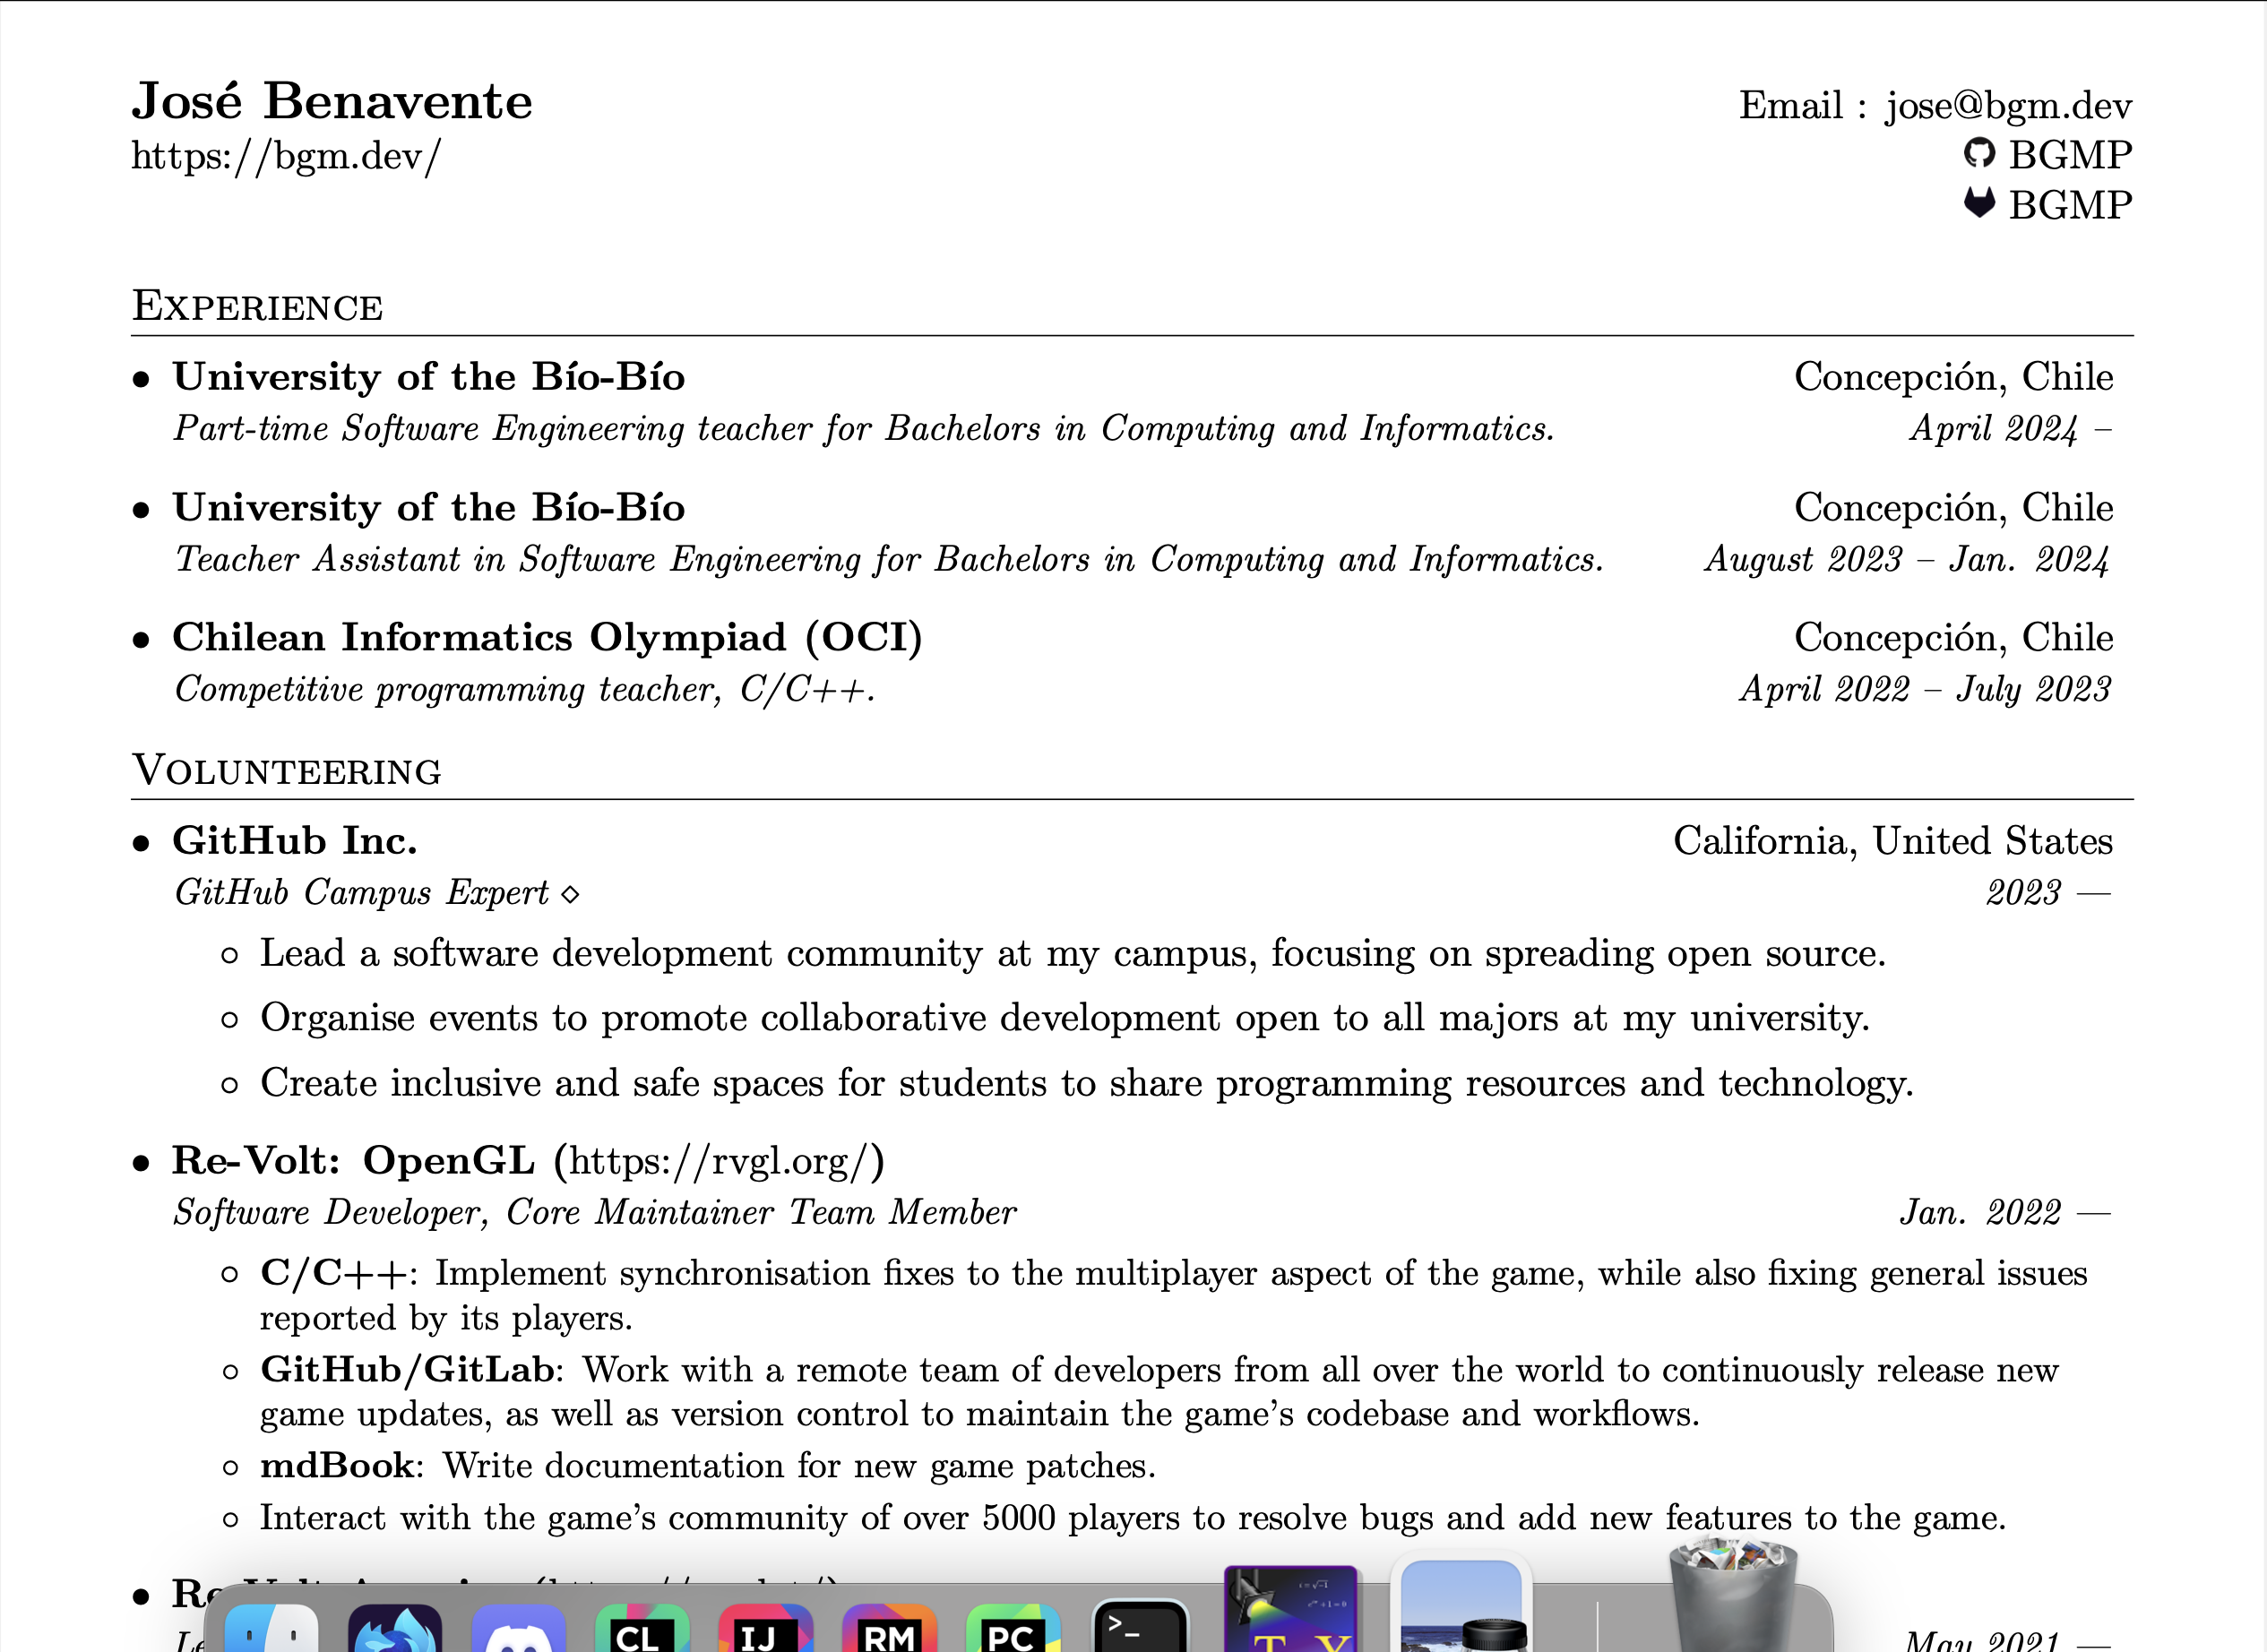 José Benavente
https://bgm.dev/
Email : jose@bgm.dev
BGMP
BGMP
EXPERIENCE
• University of the Bío-Bío Concepción, Chile
Part-time Software Engineering teacher for Bachelors in Computing and Informatics. April 2024 –
• University of the Bío-Bío Concepción, Chile
Teacher Assistant in Software Engineering for Bachelors in Computing and Informatics. August 2023 – Jan. 2024
• Chilean Informatics Olympiad (OCI) Concepción, Chile
Competitive programming teacher, C/C++. April 2022 – July 2023
VOLUNTEERING
• GitHub Inc. California, United States
GitHub Campus Expert ⋄ 2023 —
◦ Lead a software development community at my campus, focusing on spreading open source.
◦ Organise events to promote collaborative development open to all majors at my university.
◦ Create inclusive and safe spaces for students to share programming resources and technology.
• Re-Volt: OpenGL (https://rvgl.org/)
Software Developer, Core Maintainer Team Member Jan. 2022 —
◦ C/C++: Implement synchronisation fixes to the multiplayer aspect of the game, while also fixing general issues
reported by its players.
◦ GitHub/GitLab: Work with a remote team of developers from all over the world to continuously release new
game updates, as well as version control to maintain the game's codebase and workflows.
◦ mdBook: Write documentation for new game patches.
◦ Interact with the game's community of over 5000 players to resolve bugs and add new features to the game.
May 2021 —
CL IJ RM PC >_ TeX